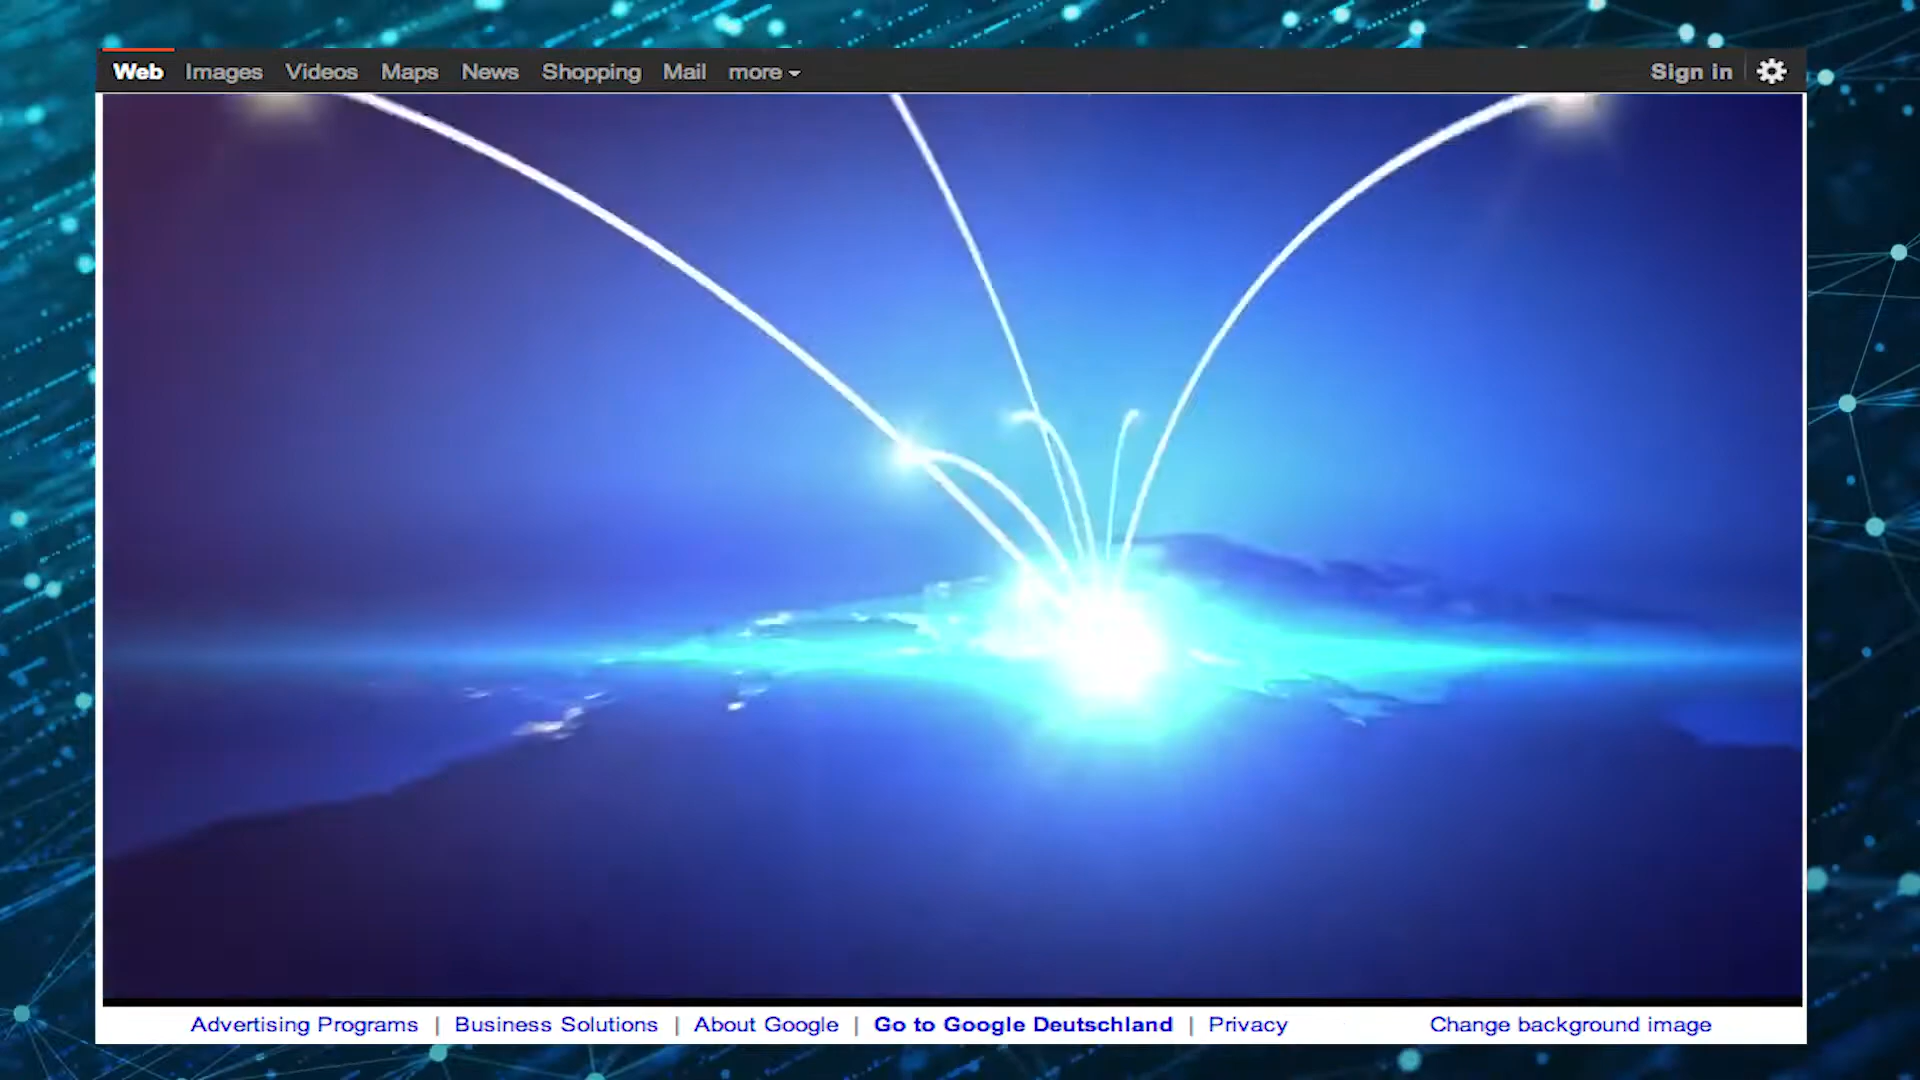 Web Images Videos Maps News Shopping Mail more Sign in
Advertising Programs | Business Solutions | About Google | Go to Google Deutschland | Privacy Change background image